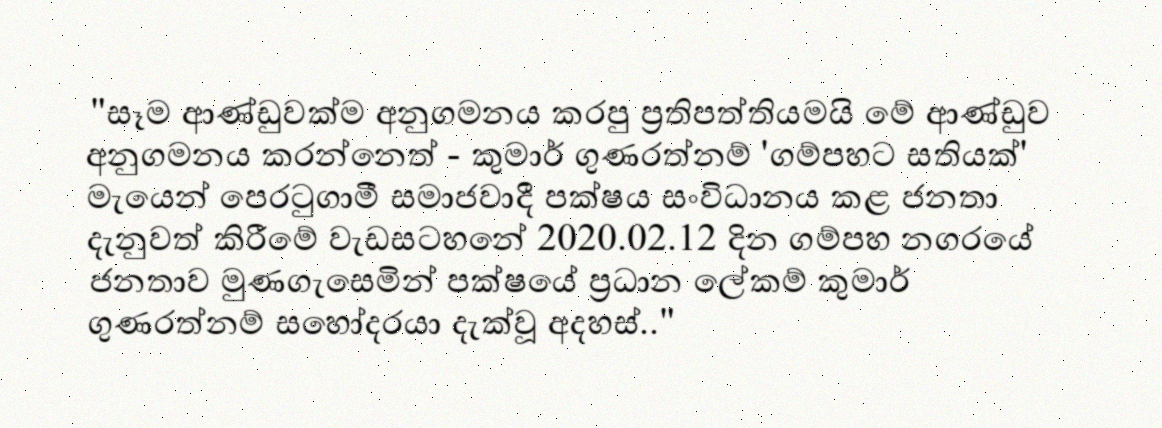 "සෑම ආණ්ඩුවක්ම අනුගමනය කරපු ප්‍රතිපත්තියමයි මේ ආණ්ඩුව
අනුගමනය කරන්නෙත් - කුමාර් ගුණරත්නම් 'ගම්පහට සතියක්'
මැයෙන් පෙරටුගාමී සමාජවාදී පක්ෂය සංවිධානය කළ ජනතා
දැනුවත් කිරීමේ වැඩසටහනේ 2020.02.12 දින ගම්පහ නගරයේ
ජනතාව මුණගැසෙමින් පක්ෂයේ ප්‍රධාන ලේකම් කුමාර්
ගුණරත්නම් සහෝදරයා දැක්වූ අදහස්.."